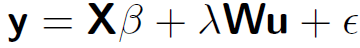 y = Xβ + λWu + ϵ